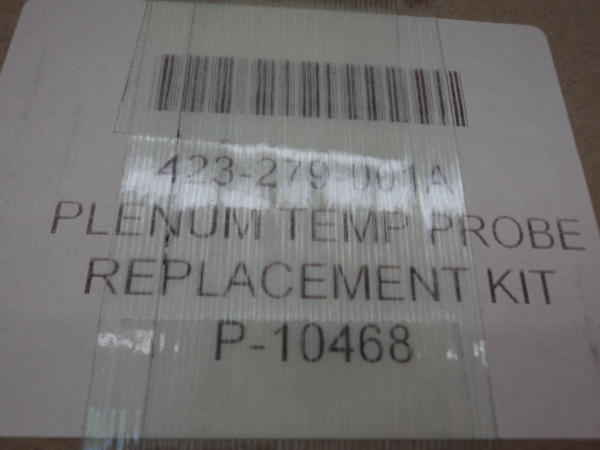 423-279-001A
PLENUM TEMP PROBE
REPLACEMENT KIT
P-10468